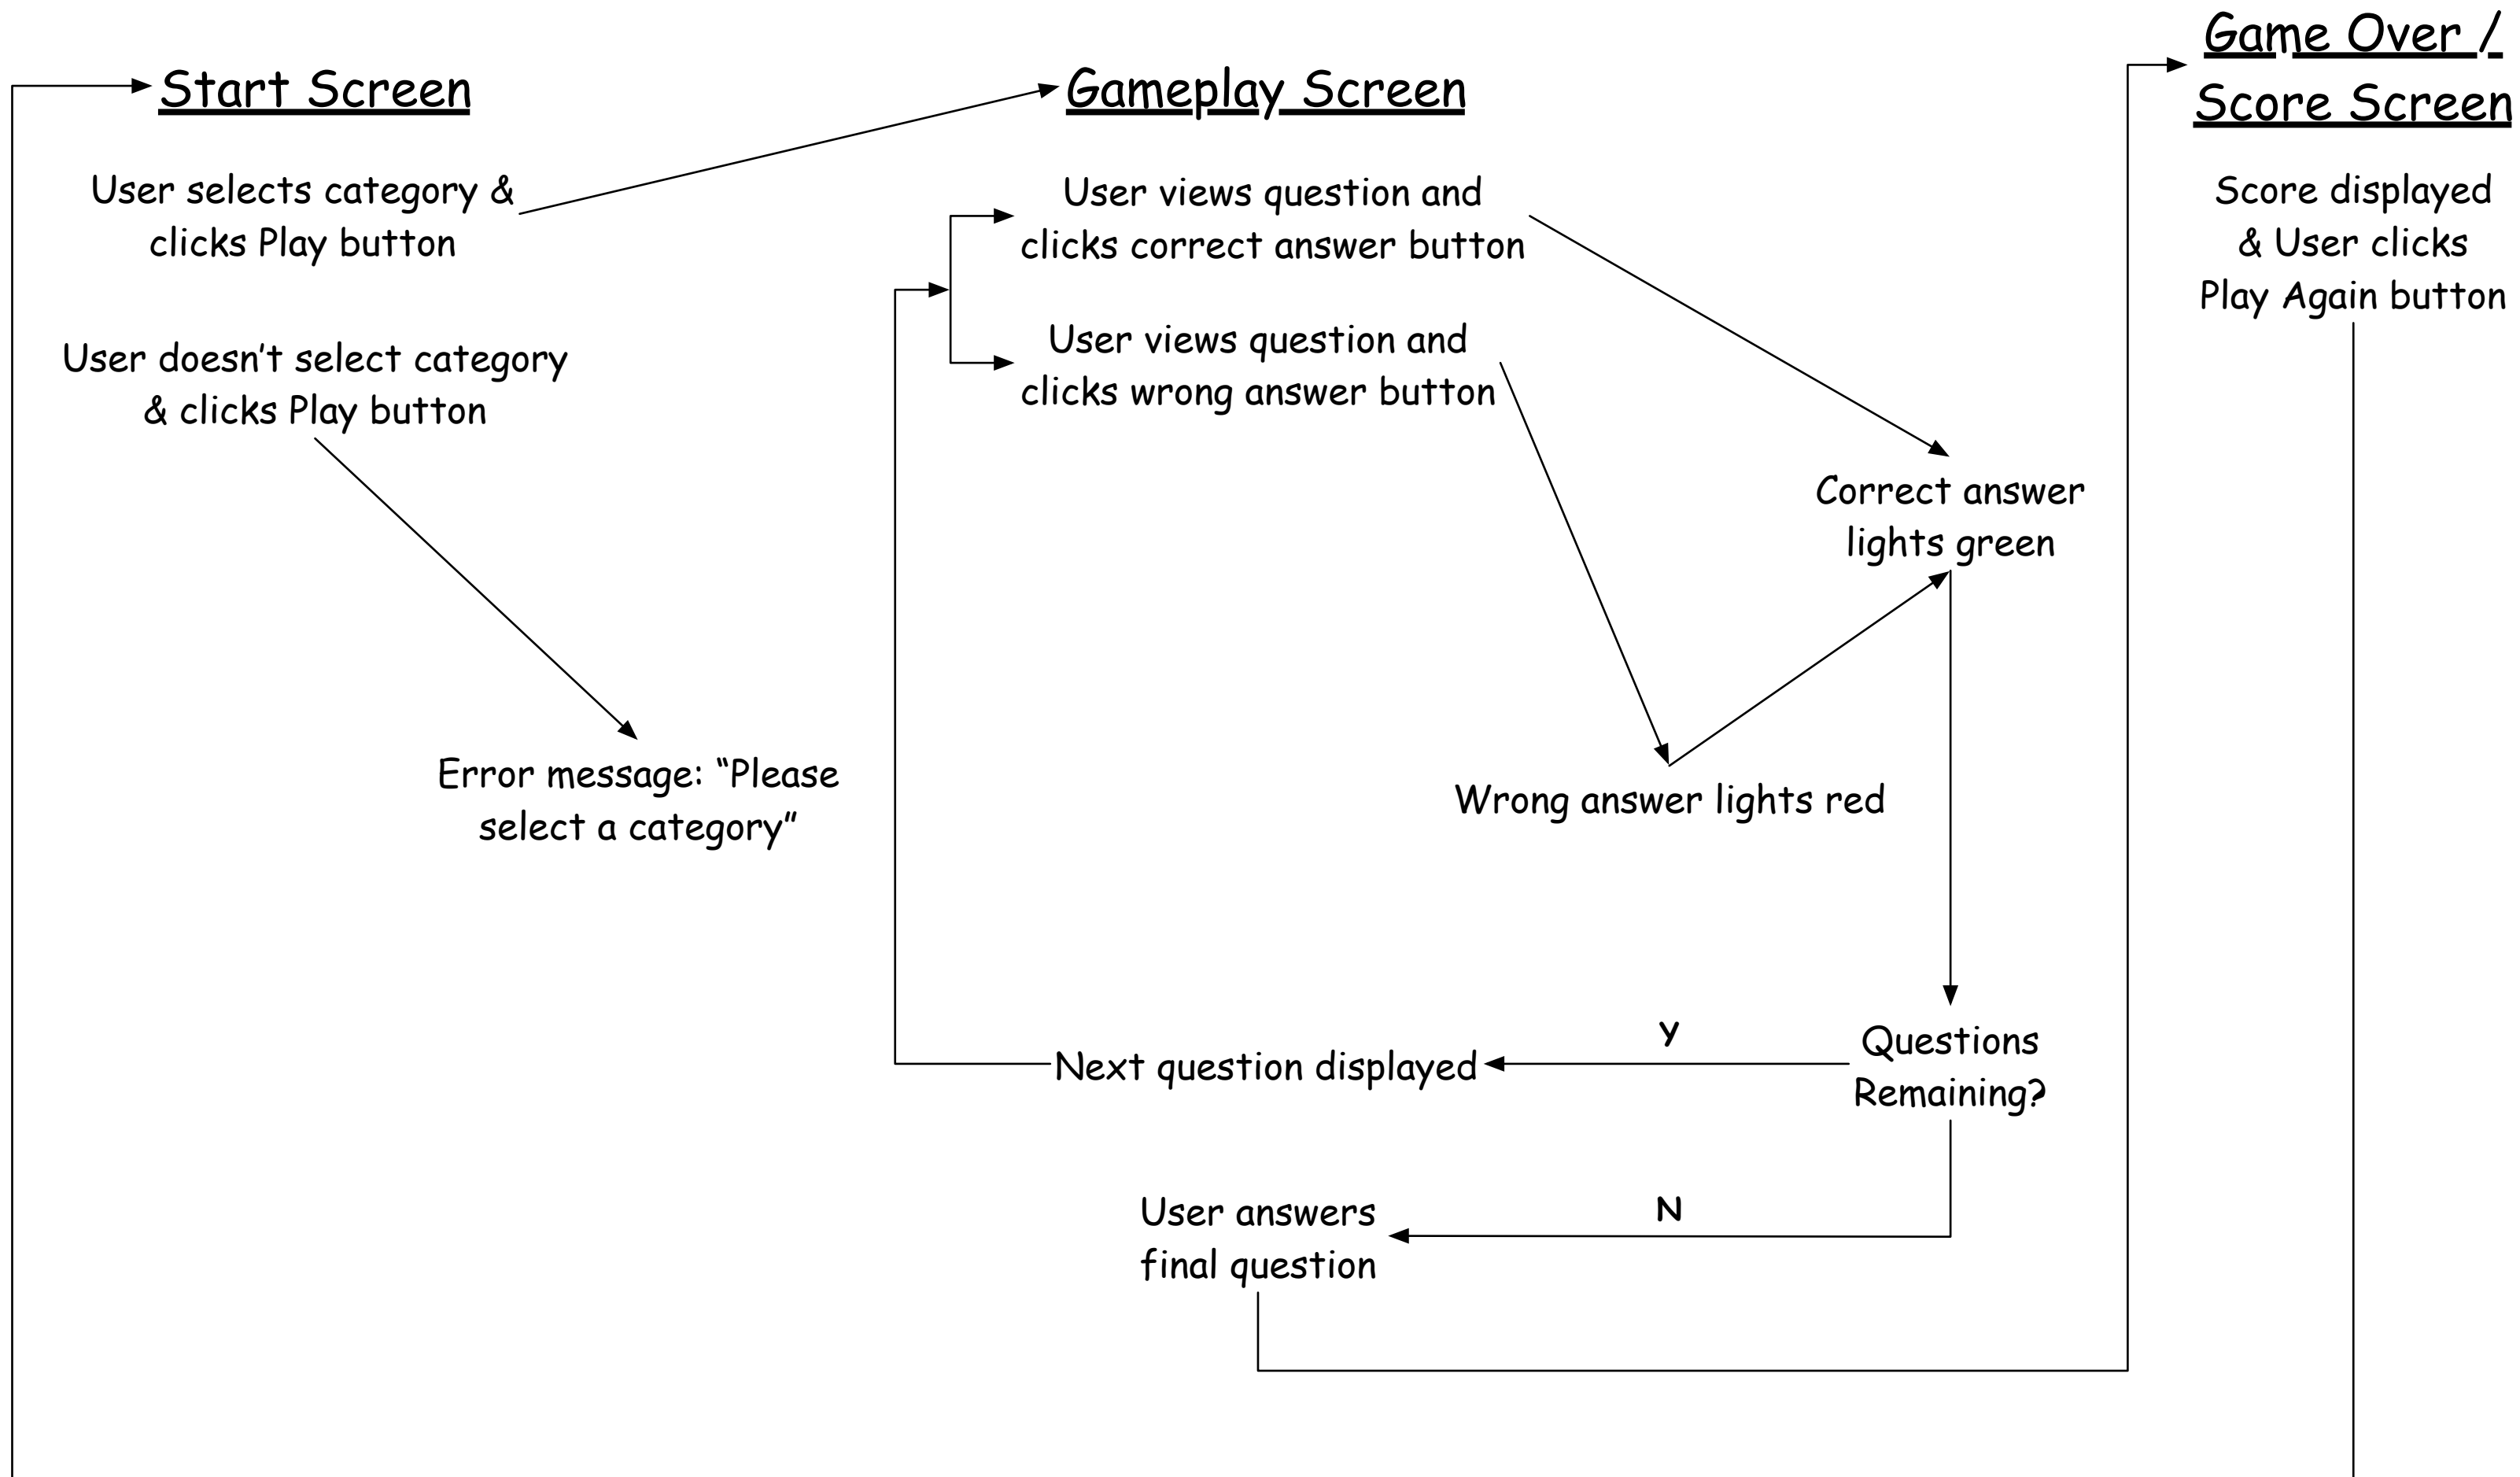 Start Screen
User selects category &
clicks Play button
User doesn't select category
& clicks Play button
Error message: “Please
select a category”
Gameplay Screen
User views question and
clicks correct answer button
User views question and
clicks wrong answer button
Correct answer
lights green
Wrong answer lights red
Questions
Remaining?
Y
Next question displayed
N
User answers
final question
Game Over /
Score Screen
Score displayed
& User clicks
Play Again button